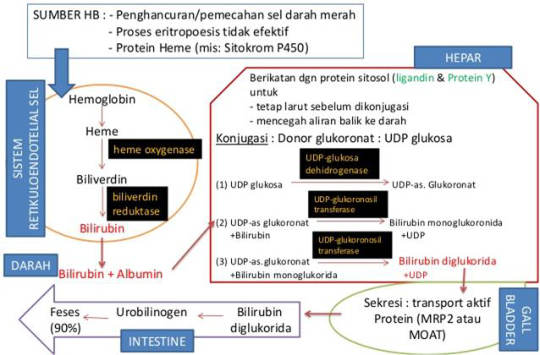 SUMBER HB : - Penghancuran/pemecahan sel darah merah
- Proses eritropoesis tidak efektif
- Protein Heme (mis: Sitokrom P450)
HEPAR
SISTEM
RETIKULOENDOTELIAL SEL
Hemoglobin
Heme
heme oxygenase
Biliverdin
biliverdin
reduktase
Bilirubin
DARAH
Bilirubin + Albumin
Berikatan dgn protein sitosol (ligandin & Protein Y)
untuk
- tetap larut sebelum dikonjugasi
- mencegah aliran balik ke darah
Konjugasi : Donor glukoronat : UDP glukosa
UDP-glukosa
dehidrogenase
(1) UDP glukosa
UDP-as. Glukoronat
UDP-glukoronosil
transferase
(2) UDP-as glukoronat
+Bilirubin
Bilirubin monoglukoronida
+UDP
UDP-glukoronosil
transferase
(3) UDP-as.glukoronat
+Bilirubin monoglukorida
Bilirubin diglukorida
+UDP
Sekresi : transport aktif
Protein (MRP2 atau
MOAT)
GALL
BLADDER
Feses
(90%)
Urobilinogen
Bilirubin
diglukorida
INTESTINE